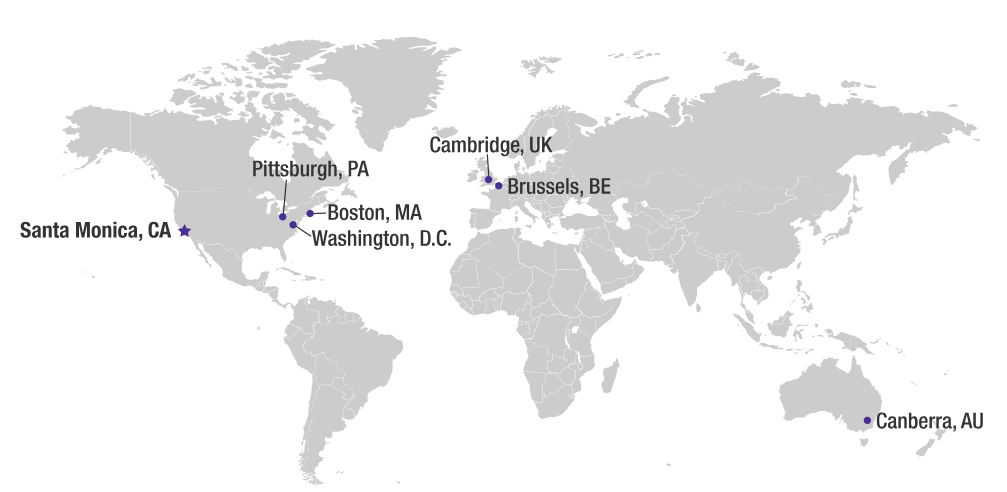 Cambridge, UK
Pittsburgh, PA
Brussels, BE
Boston, MA
Santa Monica, CA
Washington, D.C.
Canberra, AU